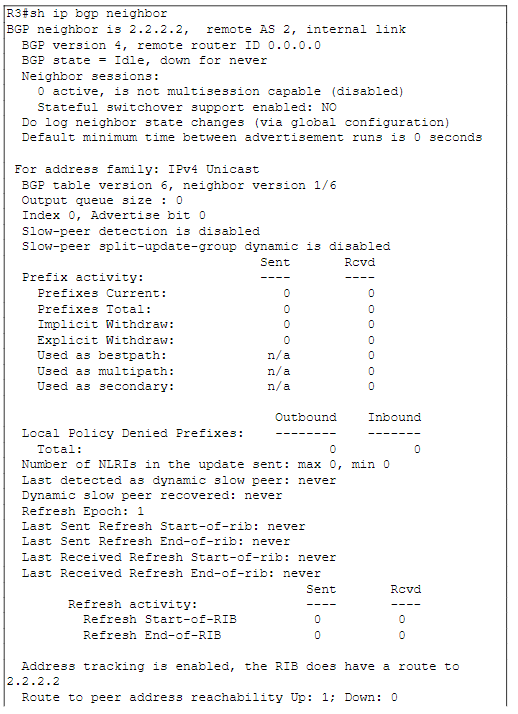 R3#sh ip bgp neighbor
BGP neighbor is 2.2.2.2,  remote AS 2, internal link
  BGP version 4, remote router ID 0.0.0.0
  BGP state = Idle, down for never
  Neighbor sessions:
    0 active, is not multisession capable (disabled)
    Stateful switchover support enabled: NO
  Do log neighbor state changes (via global configuration)
  Default minimum time between advertisement runs is 0 seconds

 For address family: IPv4 Unicast
  BGP table version 6, neighbor version 1/6
  Output queue size : 0
  Index 0, Advertise bit 0
  Slow-peer detection is disabled
  Slow-peer split-update-group dynamic is disabled
                                 Sent       Rcvd
  Prefix activity:               ----       ----
    Prefixes Current:               0          0
    Prefixes Total:                 0          0
    Implicit Withdraw:              0          0
    Explicit Withdraw:              0          0
    Used as bestpath:             n/a          0
    Used as multipath:            n/a          0
    Used as secondary:            n/a          0

                                   Outbound    Inbound
  Local Policy Denied Prefixes:    --------    -------
    Total:                                0          0
  Number of NLRIs in the update sent: max 0, min 0
  Last detected as dynamic slow peer: never
  Dynamic slow peer recovered: never
  Refresh Epoch: 1
  Last Sent Refresh Start-of-rib: never
  Last Sent Refresh End-of-rib: never
  Last Received Refresh Start-of-rib: never
  Last Received Refresh End-of-rib: never
                                       Sent       Rcvd
        Refresh activity:              ----       ----
          Refresh Start-of-RIB          0          0
          Refresh End-of-RIB            0          0

  Address tracking is enabled, the RIB does have a route to
2.2.2.2
  Route to peer address reachability Up: 1; Down: 0